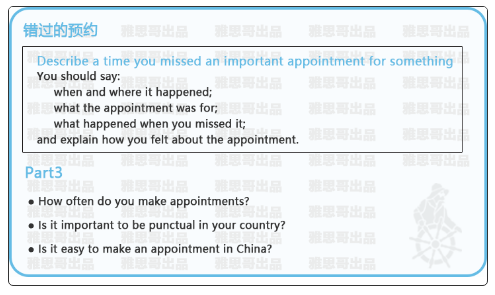 错过的预约
Describe a time you missed an important appointment for something
You should say:
when and where it happened;
what the appointment was for;
what happened when you missed it;
and explain how you felt about the appointment.
Part3
● How often do you make appointments?
● Is it important to be punctual in your country?
● Is it easy to make an appointment in China?
雅思哥出品